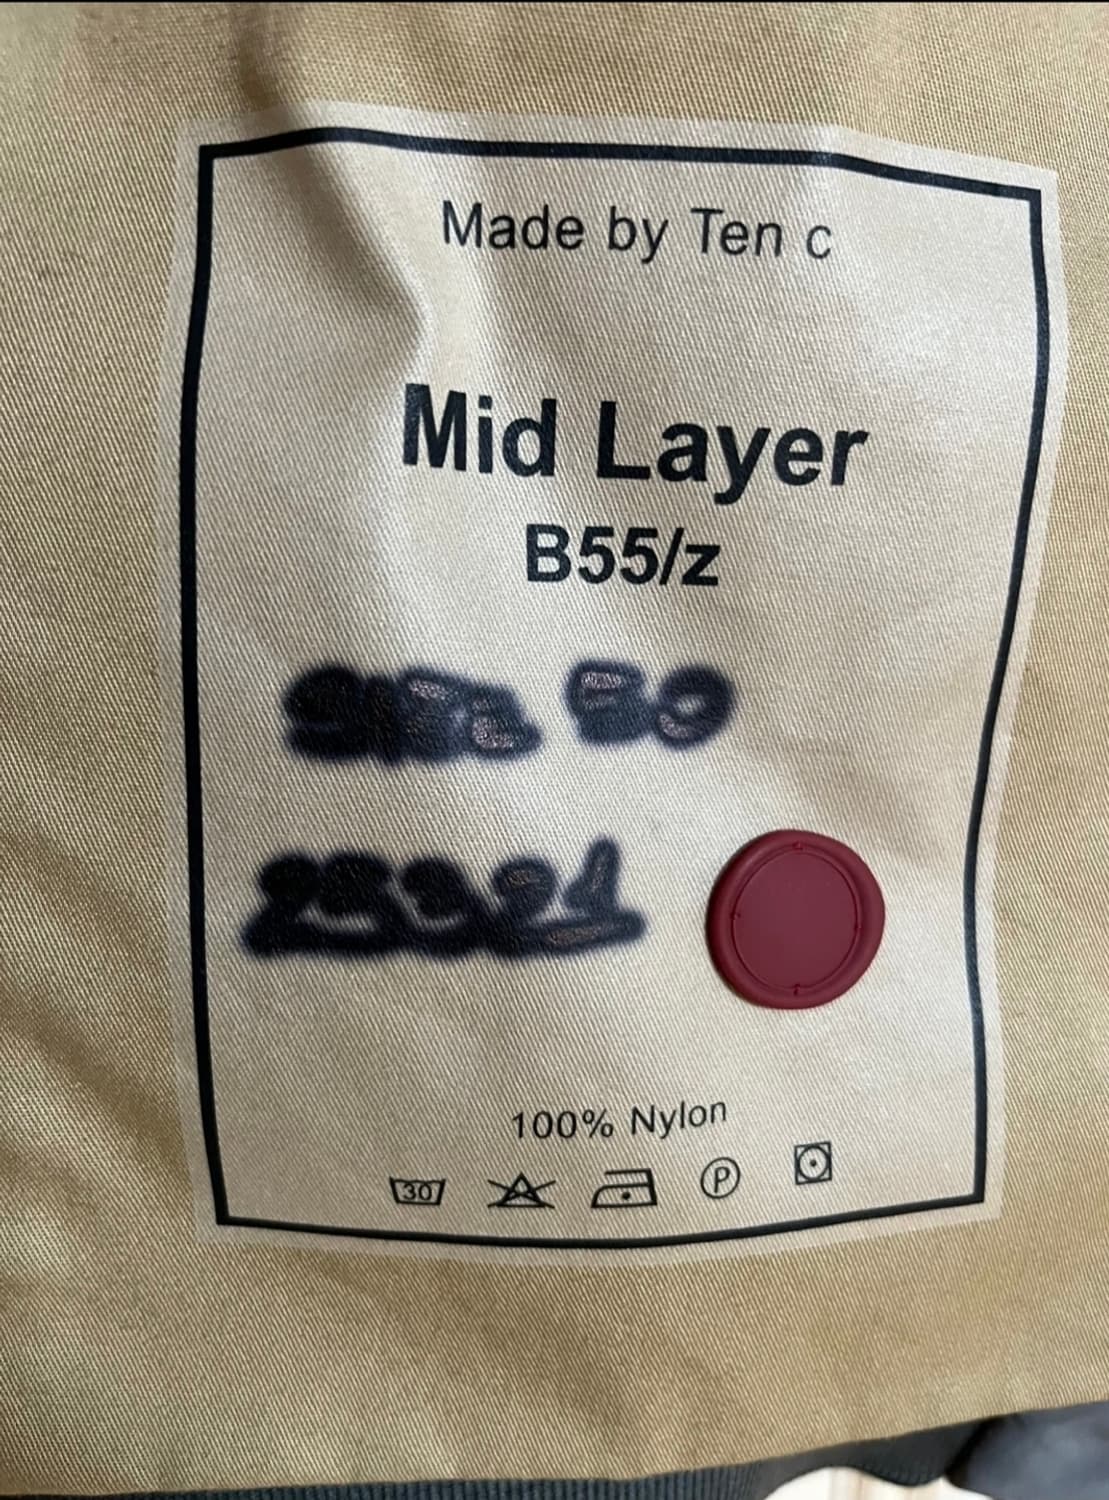 Made by Ten c
Mid Layer
B55/z
100% Nylon
30
P